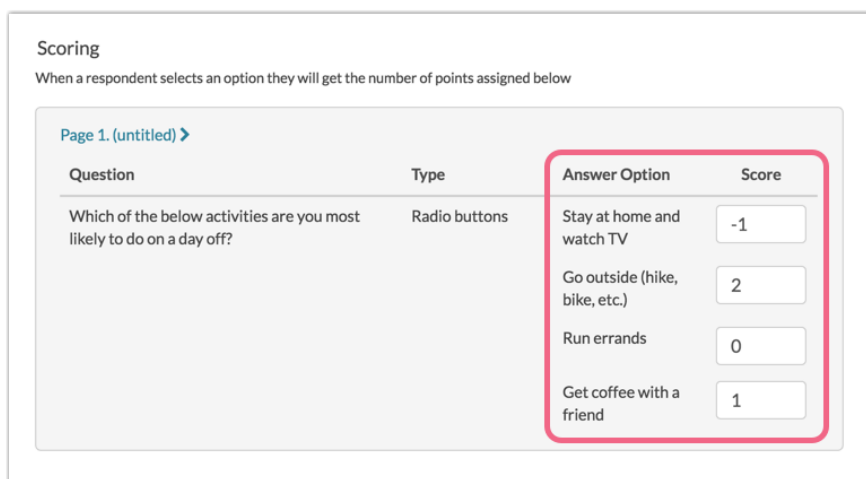 Scoring
When a respondent selects an option they will get the number of points assigned below
Page 1. (untitled)
Question
Type
Answer Option
Score
Which of the below activities are you most
likely to do on a day off?
Radio buttons
Stay at home and
watch TV
-1
Go outside (hike,
bike, etc.)
2
Run errands
0
Get coffee with a
friend
1